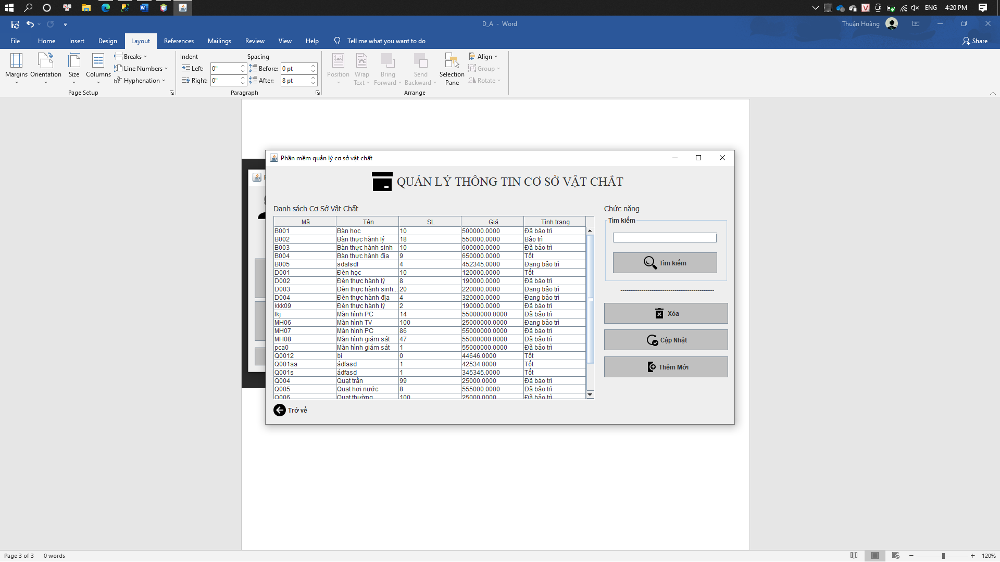 ENG 4:20 PM
D_A - Word
Thuận Hoàng
File Home Insert Design Layout References Mailings Review View Help Tell me what you want to do
Share
Margins
Orientation
Size
Columns
Breaks
Line Numbers
Hyphenation
Page Setup
Indent
Left: 0"
Right: 0"
Spacing
Before: 0 pt
After: 8 pt
Paragraph
Position
Wrap
Text
Bring
Forward
Send
Backward
Selection
Pane
Align
Group
Rotate
Arrange
Phần mềm quản lý cơ sở vật chất
QUẢN LÝ THÔNG TIN CƠ SỞ VẬT CHẤT
Danh sách Cơ Sở Vật Chất
Mã Tên SL Giá Tình trạng
B001 Bàn học 10 500000.0000 Đã bảo trì
B002 Bàn thực hành lý 18 550000.0000 Bảo trì
B003 Bàn thực hành sinh 10 600000.0000 Đã bảo trì
B004 Bàn thực hành địa 9 650000.0000 Tốt
B005 sdafsdf 4 452345.0000 Đang bảo trì
D001 Đèn học 10 120000.0000 Tốt
D002 Đèn thực hành lý 8 190000.0000 Đã bảo trì
D003 Đèn thực hành sinh... 20 220000.0000 Đang bảo trì
D004 Đèn thực hành địa 4 320000.0000 Đang bảo trì
kkk09 Đèn thực hành lý 2 190000.0000 Đã bảo trì
lkj Màn hình PC 14 55000000.0000 Đã bảo trì
MH06 Màn hình TV 100 25000000.0000 Đang bảo trì
MH07 Màn hình PC 86 55000000.0000 Đã bảo trì
MH08 Màn hình giám sát 47 55000000.0000 Đã bảo trì
pca0 Màn hình giám sát 1 55000000.0000 Đã bảo trì
Q0012 bi 0 44646.0000 Tốt
Q001aa ádfasd 1 42534.0000 Tốt
Q001s ádfasd 1 345345.0000 Tốt
Q004 Quạt trần 99 25000.0000 Đã bảo trì
Q005 Quạt hơi nước 8 555000.0000 Đã bảo trì
Q006 Quạt thường 100 25000.0000 Đã bảo trì
Trở về
Chức năng
Tìm kiếm
Tìm kiếm
Xóa
Cập Nhật
Thêm Mới
Page 3 of 3 0 words
120%